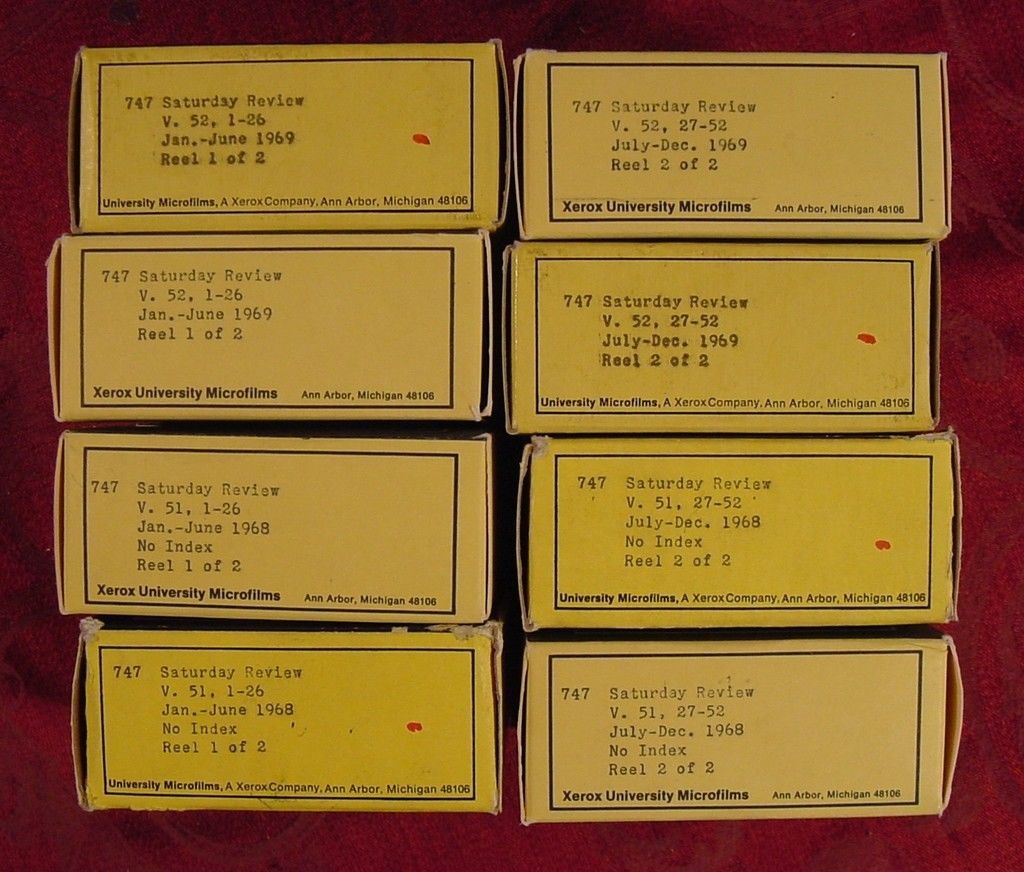 747 Saturday Review
V. 52, 1-26
Jan.-June 1969
Reel 1 of 2
University Microfilms, A Xerox Company, Ann Arbor, Michigan 48106
747 Saturday Review
V. 52, 27-52
July-Dec. 1969
Reel 2 of 2
Xerox University Microfilms Ann Arbor, Michigan 48106
747 Saturday Review
V. 52, 1-26
Jan.-June 1969
Reel 1 of 2
Xerox University Microfilms Ann Arbor, Michigan 48106
747 Saturday Review
V. 52, 27-52
July-Dec. 1969
Reel 2 of 2
University Microfilms, A Xerox Company, Ann Arbor, Michigan 48106
747 Saturday Review
V. 51, 1-26
Jan.-June 1968
No Index
Reel 1 of 2
Xerox University Microfilms Ann Arbor, Michigan 48106
747 Saturday Review
V. 51, 27-52
July-Dec. 1968
No Index
Reel 2 of 2
University Microfilms, A Xerox Company, Ann Arbor, Michigan 48106
747 Saturday Review
V. 51, 1-26
Jan.-June 1968
No Index
Reel 1 of 2
University Microfilms, A Xerox Company, Ann Arbor, Michigan 48106
747 Saturday Review
V. 51, 27-52
July-Dec. 1968
No Index
Reel 2 of 2
Xerox University Microfilms Ann Arbor, Michigan 48106